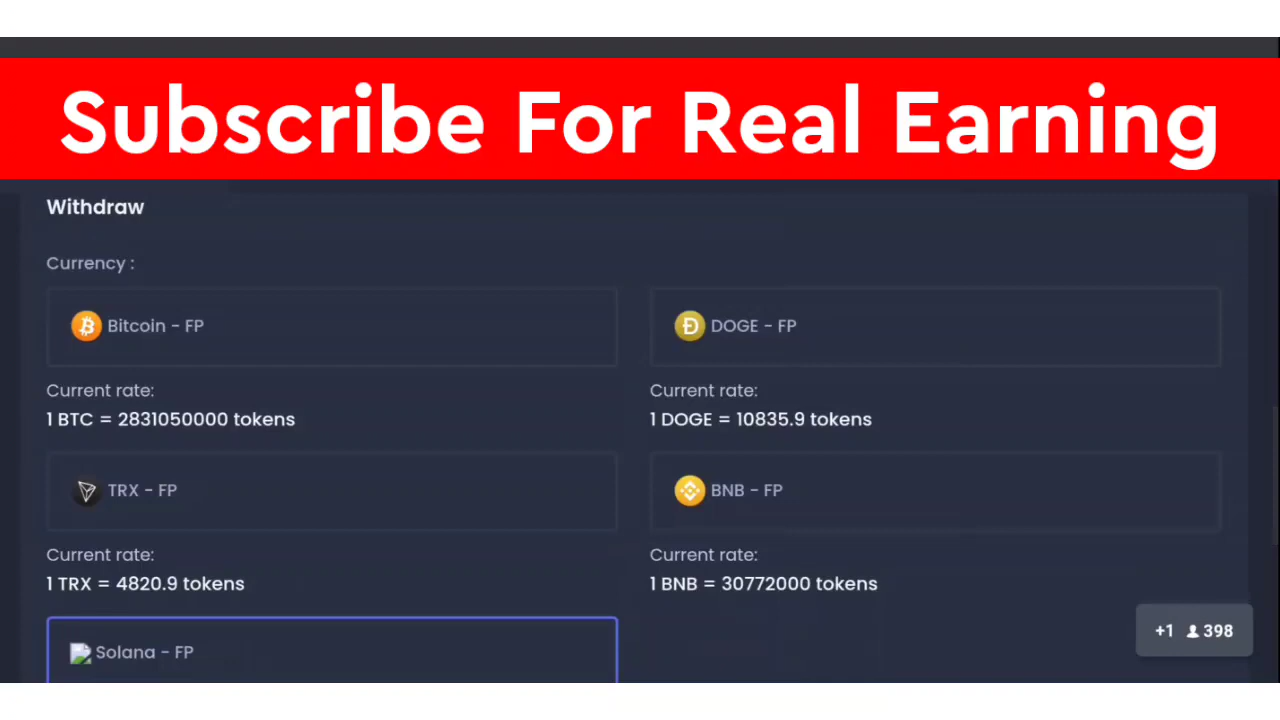 Subscribe For Real Earning
Withdraw
Currency :
Bitcoin - FP
DOGE - FP
Current rate:
1 BTC = 2831050000 tokens
Current rate:
1 DOGE = 10835.9 tokens
TRX - FP
BNB - FP
Current rate:
1 TRX = 4820.9 tokens
Current rate:
1 BNB = 30772000 tokens
Solana - FP
+1 398